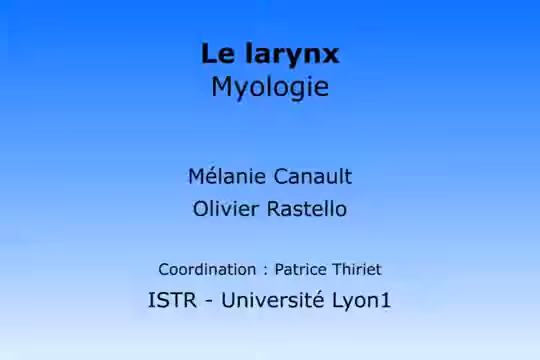 Le larynx
Myologie
Mélanie Canault
Olivier Rastello
Coordination : Patrice Thiriet
ISTR - Université Lyon1